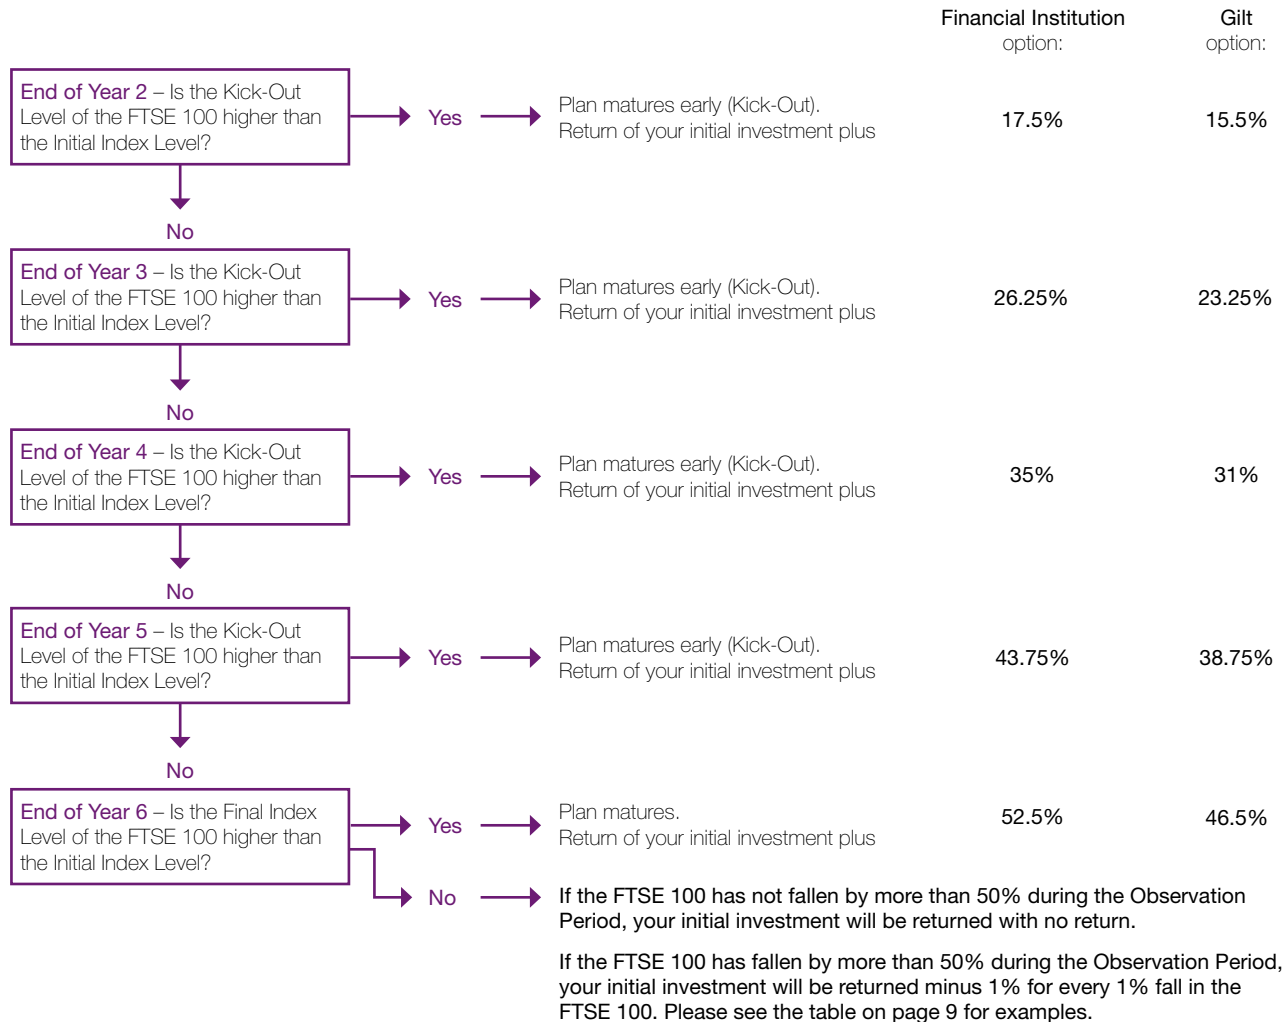 Financial Institution
option:
Gilt
option:
End of Year 2 – Is the Kick-Out
Level of the FTSE 100 higher than
the Initial Index Level?
Yes
Plan matures early (Kick-Out).
Return of your initial investment plus
17.5%
15.5%
No
End of Year 3 – Is the Kick-Out
Level of the FTSE 100 higher than
the Initial Index Level?
Yes
Plan matures early (Kick-Out).
Return of your initial investment plus
26.25%
23.25%
No
End of Year 4 – Is the Kick-Out
Level of the FTSE 100 higher than
the Initial Index Level?
Yes
Plan matures early (Kick-Out).
Return of your initial investment plus
35%
31%
No
End of Year 5 – Is the Kick-Out
Level of the FTSE 100 higher than
the Initial Index Level?
Yes
Plan matures early (Kick-Out).
Return of your initial investment plus
43.75%
38.75%
No
End of Year 6 – Is the Final Index
Level of the FTSE 100 higher than
the Initial Index Level?
Yes
Plan matures.
Return of your initial investment plus
52.5%
46.5%
No
If the FTSE 100 has not fallen by more than 50% during the Observation
Period, your initial investment will be returned with no return.
If the FTSE 100 has fallen by more than 50% during the Observation Period,
your initial investment will be returned minus 1% for every 1% fall in the
FTSE 100. Please see the table on page 9 for examples.